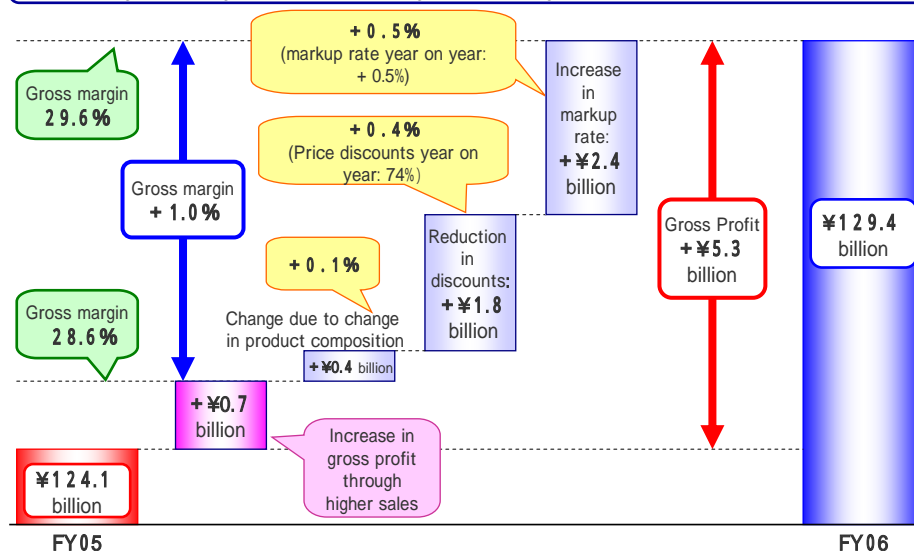 Gross margin
29.6%
Gross margin
+ 1.0%
Gross margin
28.6%
+ 0.5%
(markup rate year on year:
+ 0.5%)
+ 0.4%
(Price discounts year on
year: 74%)
+ 0.1%
Change due to change
in product composition
+ ¥0.4 billion
+ ¥0.7
billion
Increase in
gross profit
through
higher sales
Reduction
in
discounts:
+ ¥1.8
billion
Increase
in
markup
rate:
+ ¥2.4
billion
Gross Profit
+ ¥5.3
billion
¥129.4
billion
¥124.1
billion
FY05
FY06